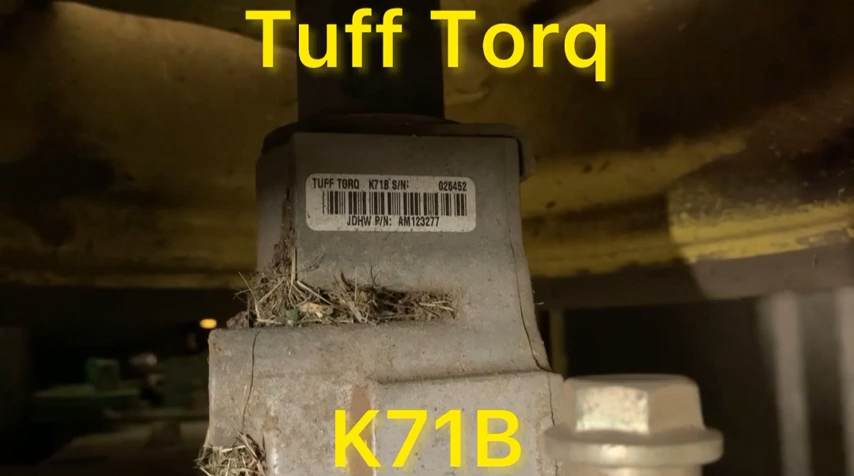 Tuff Torq
TUFF TORQ K71B S/N: 026452
JDHW P/N: AM123277
K71B